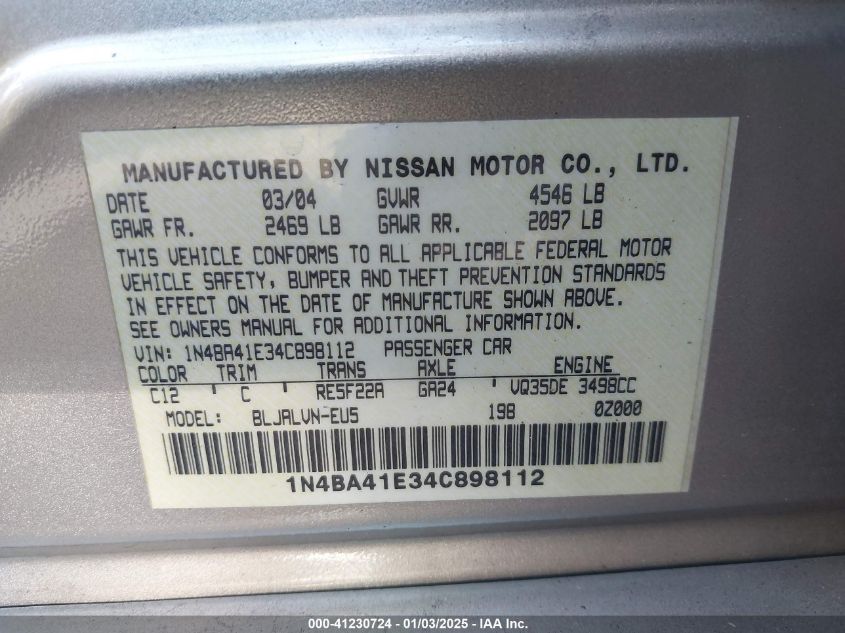 MANUFACTURED BY NISSAN MOTOR CO., LTD.
DATE 03/04 GVWR 4546 LB
GAWR FR. 2469 LB GAWR RR. 2097 LB
THIS VEHICLE CONFORMS TO ALL APPLICABLE FEDERAL MOTOR
VEHICLE SAFETY, BUMPER AND THEFT PREVENTION STANDARDS
IN EFFECT ON THE DATE OF MANUFACTURE SHOWN ABOVE.
SEE OWNERS MANUAL FOR ADDITIONAL INFORMATION.
VIN: 1N4BA41E34C898112 PASSENGER CAR
COLOR TRIM TRANS AXLE ENGINE
C12 C RE5F22A GA24 VQ35DE 3498CC
MODEL: BLJALVN-EU5 198 0Z000
1N4BA41E34C898112
000-41230724 - 01/03/2025 - IAA Inc.